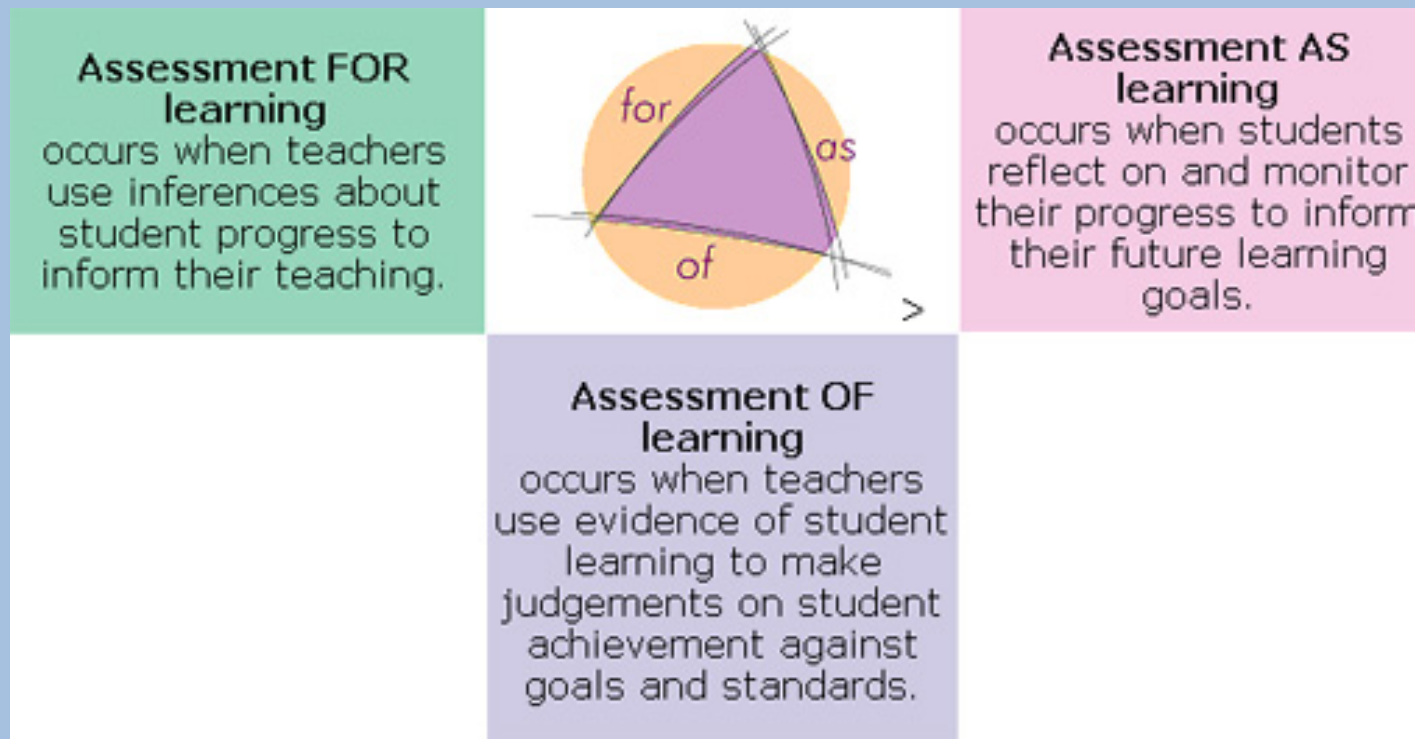 Assessment FOR
learning
occurs when teachers
use inferences about
student progress to
inform their teaching.
for
as
of
>
Assessment AS
learning
occurs when students
reflect on and monitor
their progress to inform
their future learning
goals.
Assessment OF
learning
occurs when teachers
use evidence of student
learning to make
judgements on student
achievement against
goals and standards.